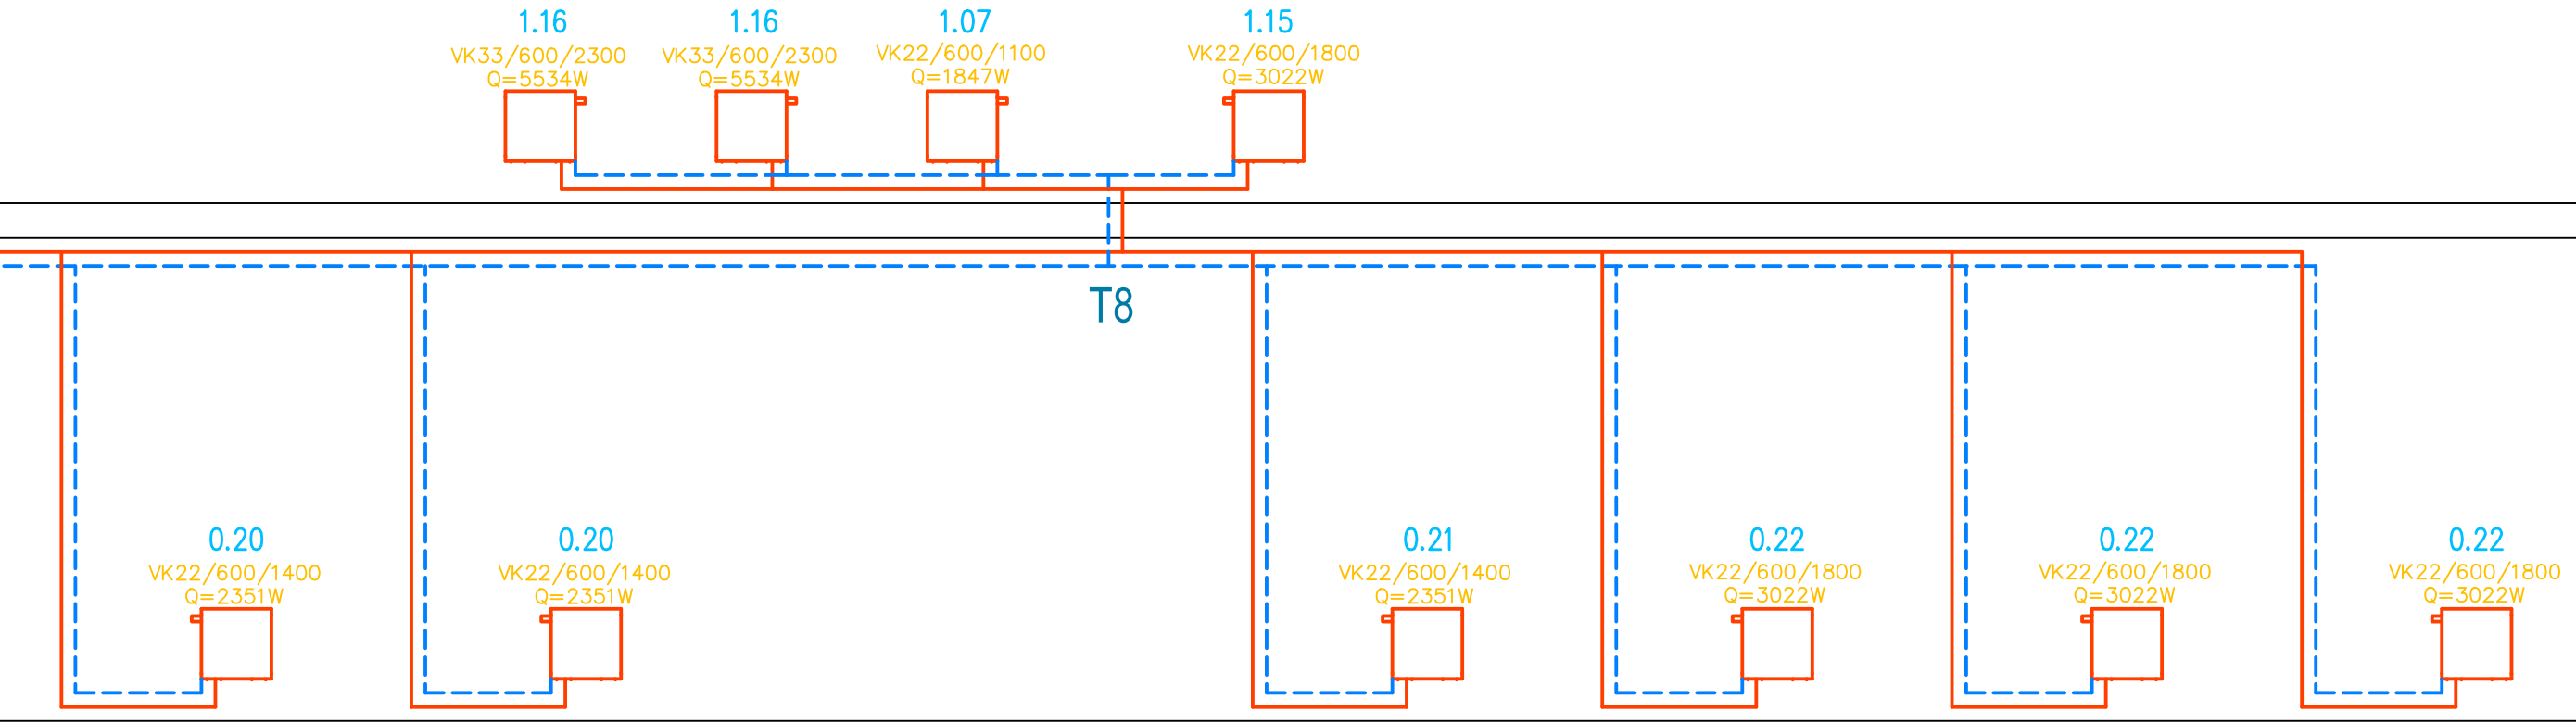 1.16
VK33/600/2300
Q=5534W
1.16
VK33/600/2300
Q=5534W
1.07
VK22/600/1100
Q=1847W
1.15
VK22/600/1800
Q=3022W
T8
0.20
VK22/600/1400
Q=2351W
0.20
VK22/600/1400
Q=2351W
0.21
VK22/600/1400
Q=2351W
0.22
VK22/600/1800
Q=3022W
0.22
VK22/600/1800
Q=3022W
0.22
VK22/600/1800
Q=3022W